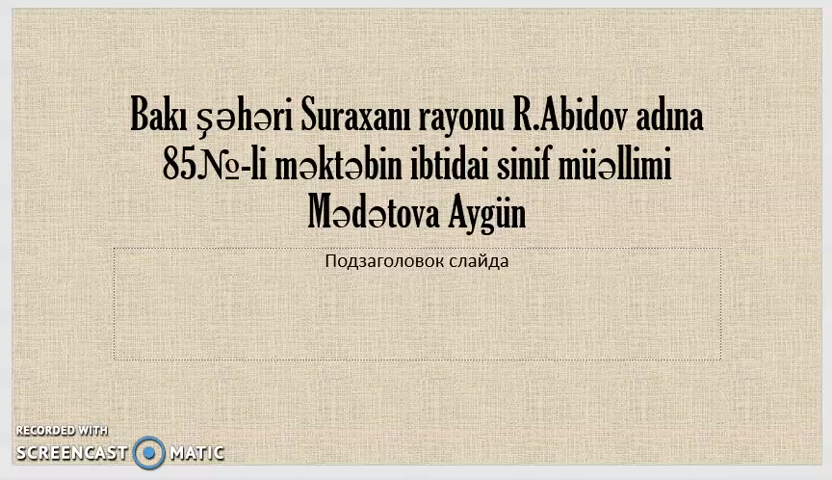 Bakı şəhəri Suraxanı rayonu R.Abidov adına
85№-li məktəbin ibtidai sinif müəllimi
Mədətova Aygün
Подзаголовок слайда
RECORDED WITH
SCREENCAST MATIC